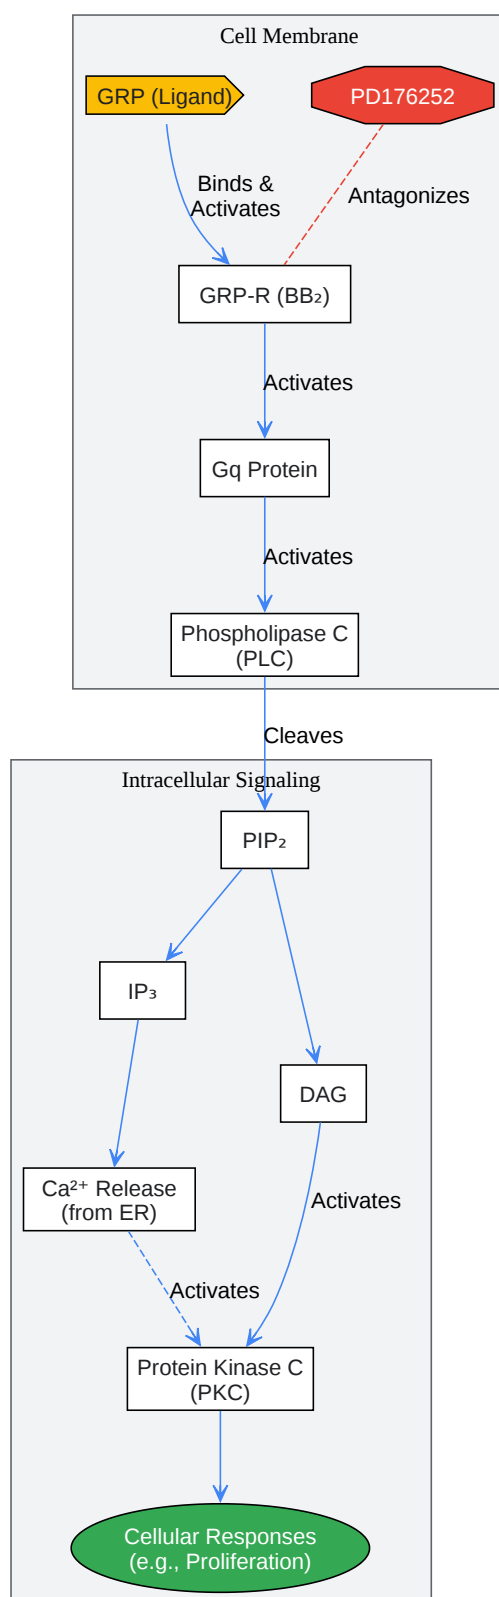 Cell Membrane
GRP (Ligand)
PD176252
Binds &
Activates
Antagonizes
GRP-R (BB₂)
Activates
Gq Protein
Activates
Phospholipase C
(PLC)
Cleaves
Intracellular Signaling
PIP₂
IP₃
DAG
Ca²⁺ Release
(from ER)
Activates
Activates
Protein Kinase C
(PKC)
Cellular Responses
(e.g., Proliferation)